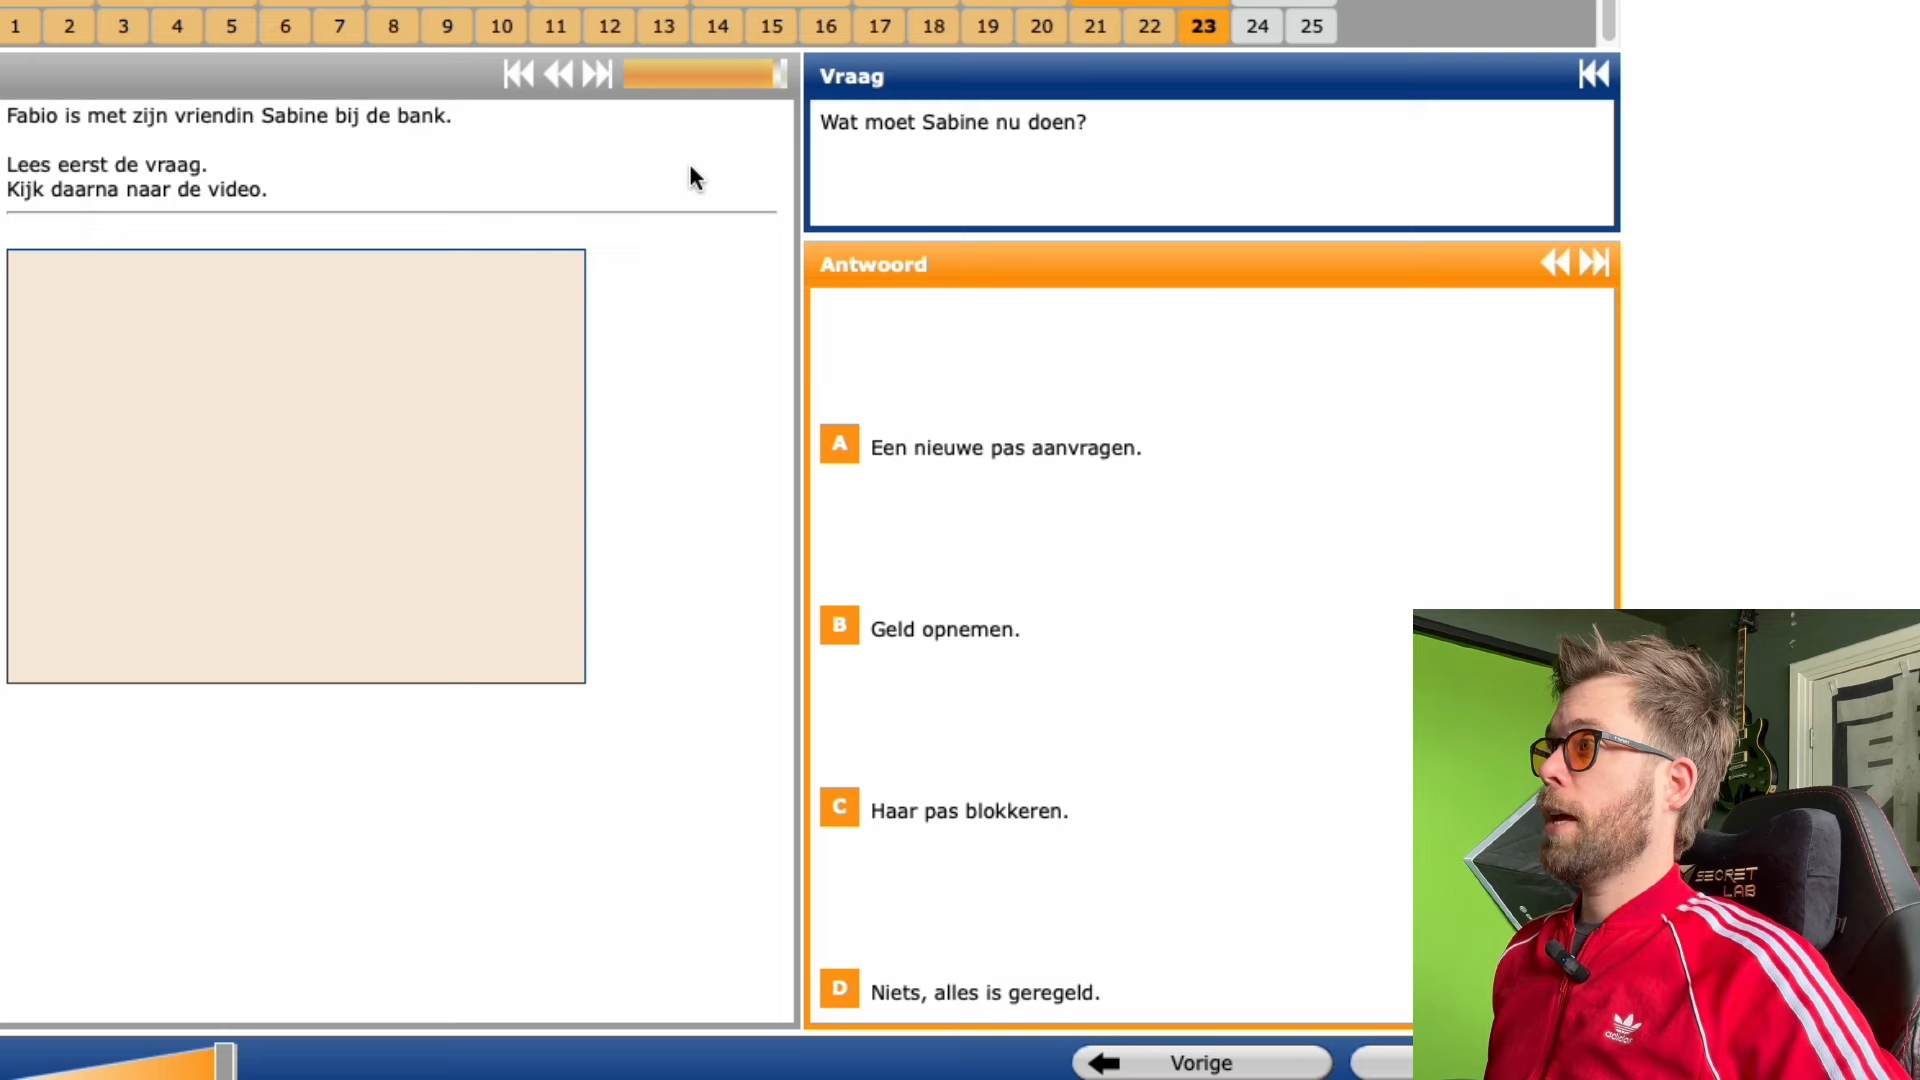 1 2 3 4 5 6 7 8 9 10 11 12 13 14 15 16 17 18 19 20 21 22 23 24 25
Fabio is met zijn vriendin Sabine bij de bank.
Lees eerst de vraag.
Kijk daarna naar de video.
Vraag
Wat moet Sabine nu doen?
Antwoord
A Een nieuwe pas aanvragen.
B Geld opnemen.
C Haar pas blokkeren.
D Niets, alles is geregeld.
Vorige
SECRET
LAB
adidas